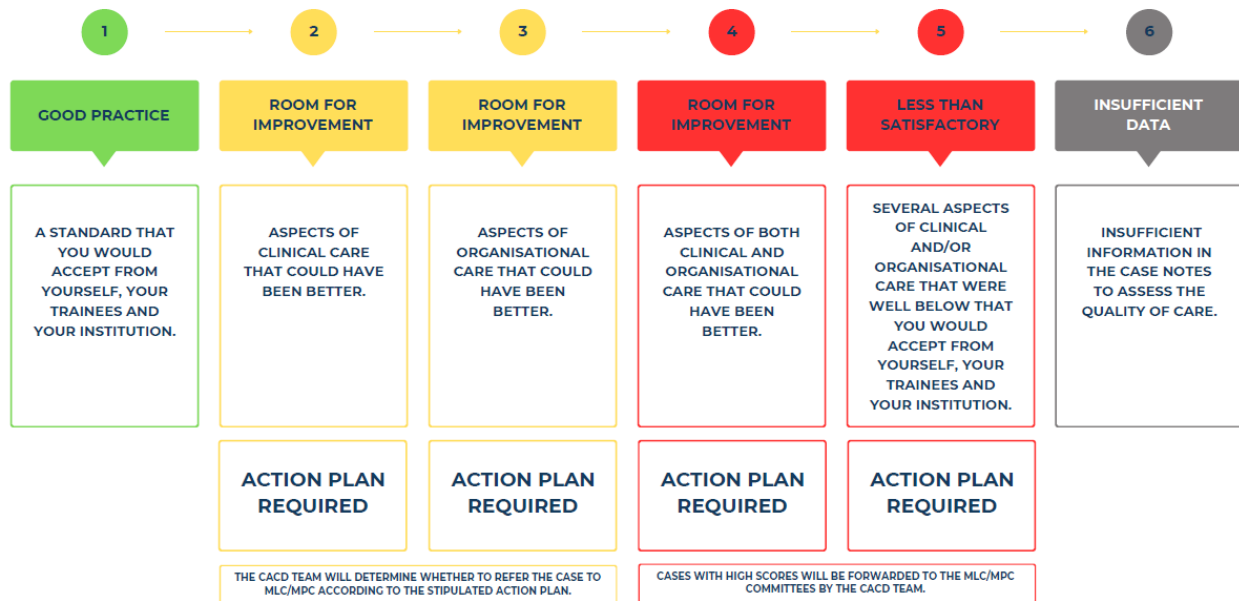 1
2
3
4
5
6
GOOD PRACTICE
ROOM FOR
IMPROVEMENT
ROOM FOR
IMPROVEMENT
ROOM FOR
IMPROVEMENT
LESS THAN
SATISFACTORY
INSUFFICIENT
DATA
A STANDARD THAT
YOU WOULD
ACCEPT FROM
YOURSELF, YOUR
TRAINEES AND
YOUR INSTITUTION.
ASPECTS OF
CLINICAL CARE
THAT COULD HAVE
BEEN BETTER.
ASPECTS OF
ORGANISATIONAL
CARE THAT COULD
HAVE BEEN
BETTER.
ASPECTS OF BOTH
CLINICAL AND
ORGANISATIONAL
CARE THAT COULD
HAVE BEEN
BETTER.
SEVERAL ASPECTS
OF CLINICAL
AND/OR
ORGANISATIONAL
CARE THAT WERE
WELL BELOW THAT
YOU WOULD
ACCEPT FROM
YOURSELF, YOUR
TRAINEES AND
YOUR INSTITUTION.
INSUFFICIENT
INFORMATION IN
THE CASE NOTES
TO ASSESS THE
QUALITY OF CARE.
ACTION PLAN
REQUIRED
ACTION PLAN
REQUIRED
ACTION PLAN
REQUIRED
ACTION PLAN
REQUIRED
THE CACD TEAM WILL DETERMINE WHETHER TO REFER THE CASE TO
MLC/MPC ACCORDING TO THE STIPULATED ACTION PLAN.
CASES WITH HIGH SCORES WILL BE FORWARDED TO THE MLC/MPC
COMMITTEES BY THE CACD TEAM.